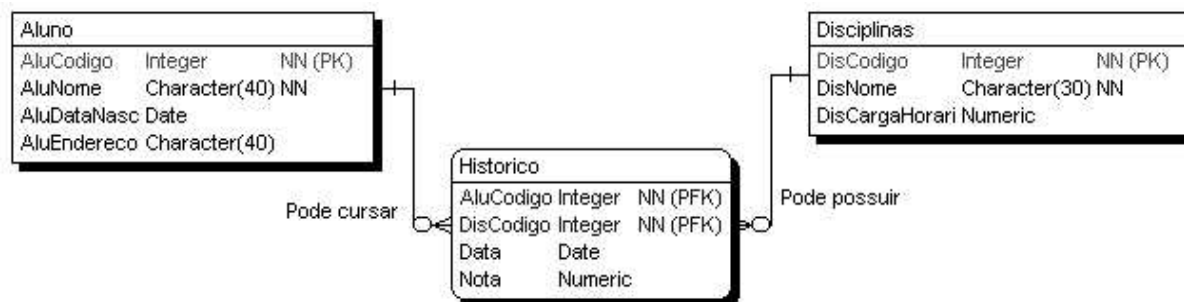 Aluno
AluCodigo Integer NN (PK)
AluNome Character(40) NN
AluDataNasc Date
AluEndereco Character(40)
Disciplinas
DisCodigo Integer NN (PK)
DisNome Character(30) NN
DisCargaHorari Numeric
Pode cursar
Historico
AluCodigo Integer NN (PFK)
DisCodigo Integer NN (PFK)
Data Date
Nota Numeric
Pode possuir